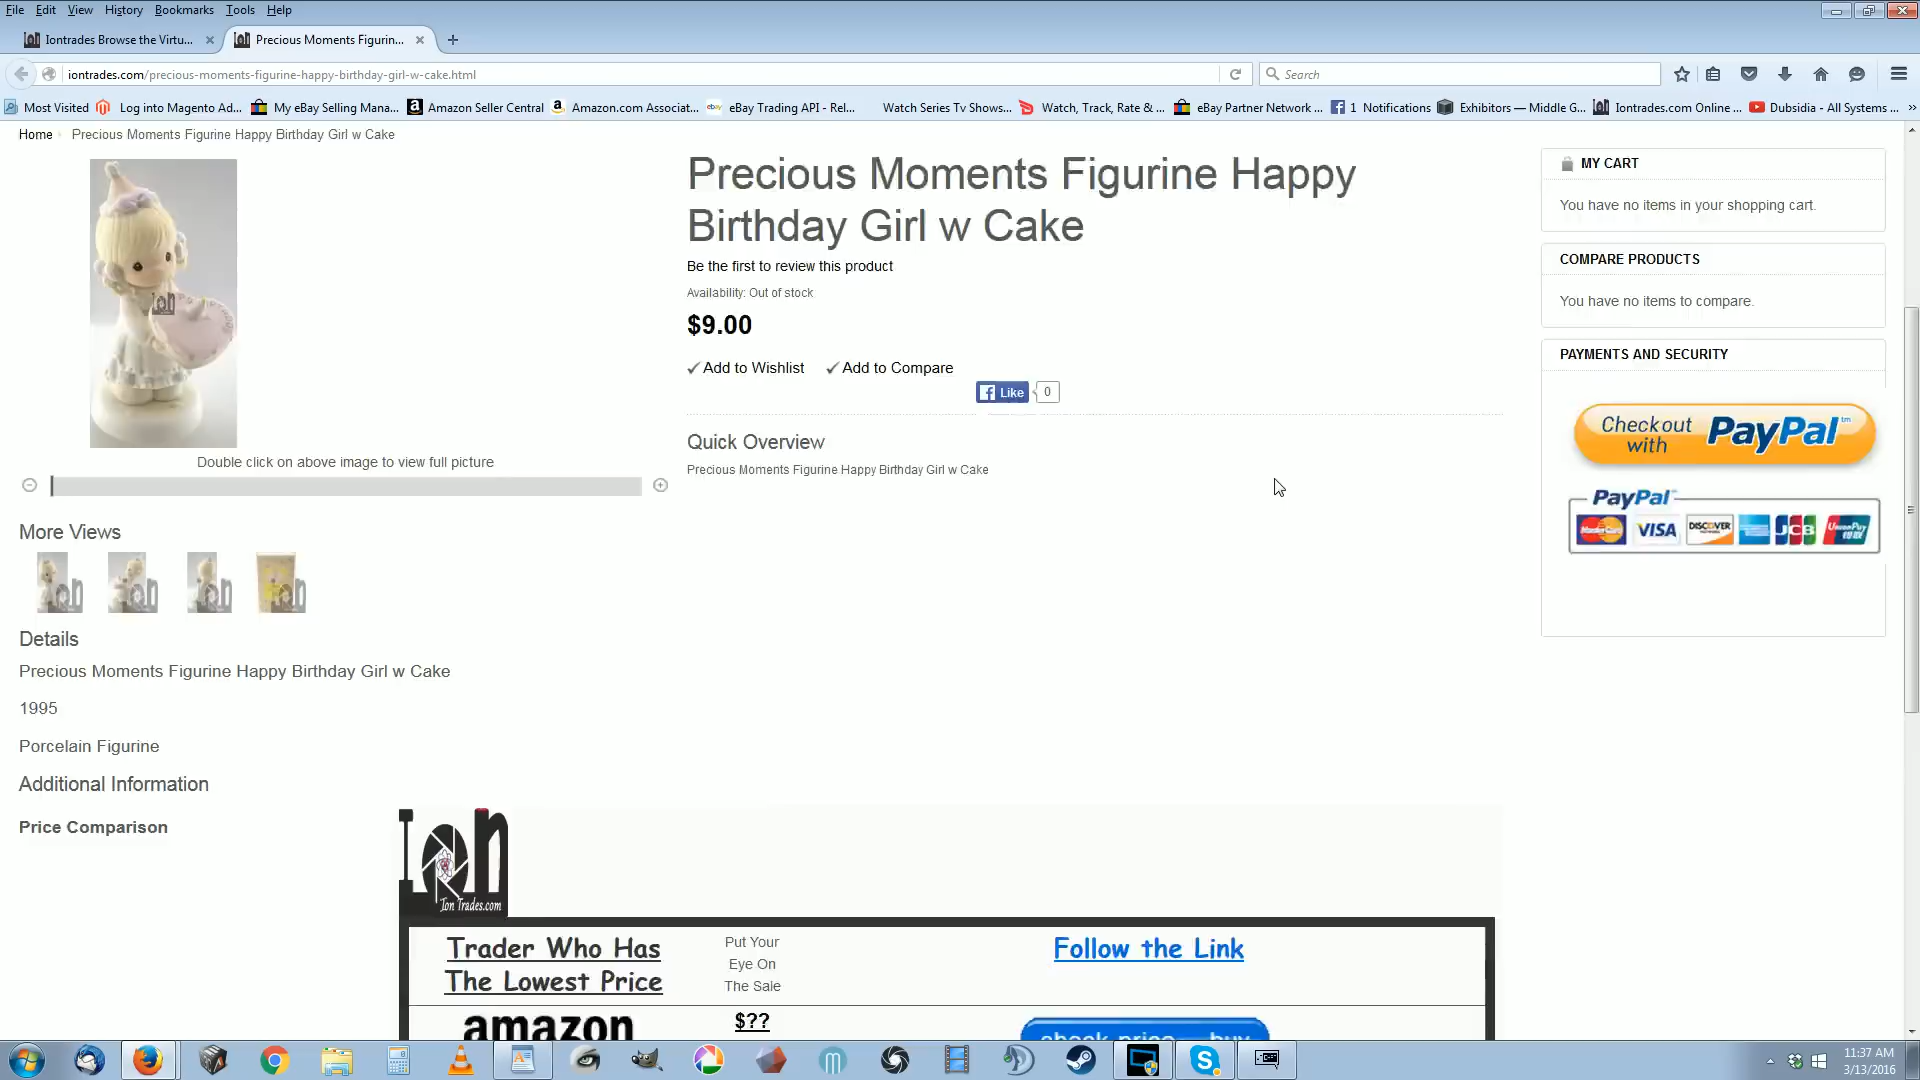 File Edit View History Bookmarks Tools Help
Iontrades Browse the Virtu... Precious Moments Figurin...
iontrades.com/precious-moments-figurine-happy-birthday-girl-w-cake.html Search
Most Visited Log into Magento Ad... My eBay Selling Mana... Amazon Seller Central Amazon.com Associat... eBay Trading API - Rel... Watch Series Tv Shows... Watch, Track, Rate & ... eBay Partner Network ... 1 Notifications Exhibitors — Middle G... Iontrades.com Online ... Dubsidia - All Systems ...
Home Precious Moments Figurine Happy Birthday Girl w Cake
Precious Moments Figurine Happy
Birthday Girl w Cake
Be the first to review this product
Availability: Out of stock
$9.00
Add to Wishlist Add to Compare
Like 0
Quick Overview
Precious Moments Figurine Happy Birthday Girl w Cake
Double click on above image to view full picture
More Views
Details
Precious Moments Figurine Happy Birthday Girl w Cake
1995
Porcelain Figurine
Additional Information
Price Comparison
Ion
Ion Trades.com
Trader Who Has
The Lowest Price
Put Your
Eye On
The Sale
Follow the Link
amazon
$??
MY CART
You have no items in your shopping cart.
COMPARE PRODUCTS
You have no items to compare.
PAYMENTS AND SECURITY
Checkout
with PayPal
PayPal
MasterCard VISA DISCOVER JCB UnionPay
11:37 AM
3/13/2016